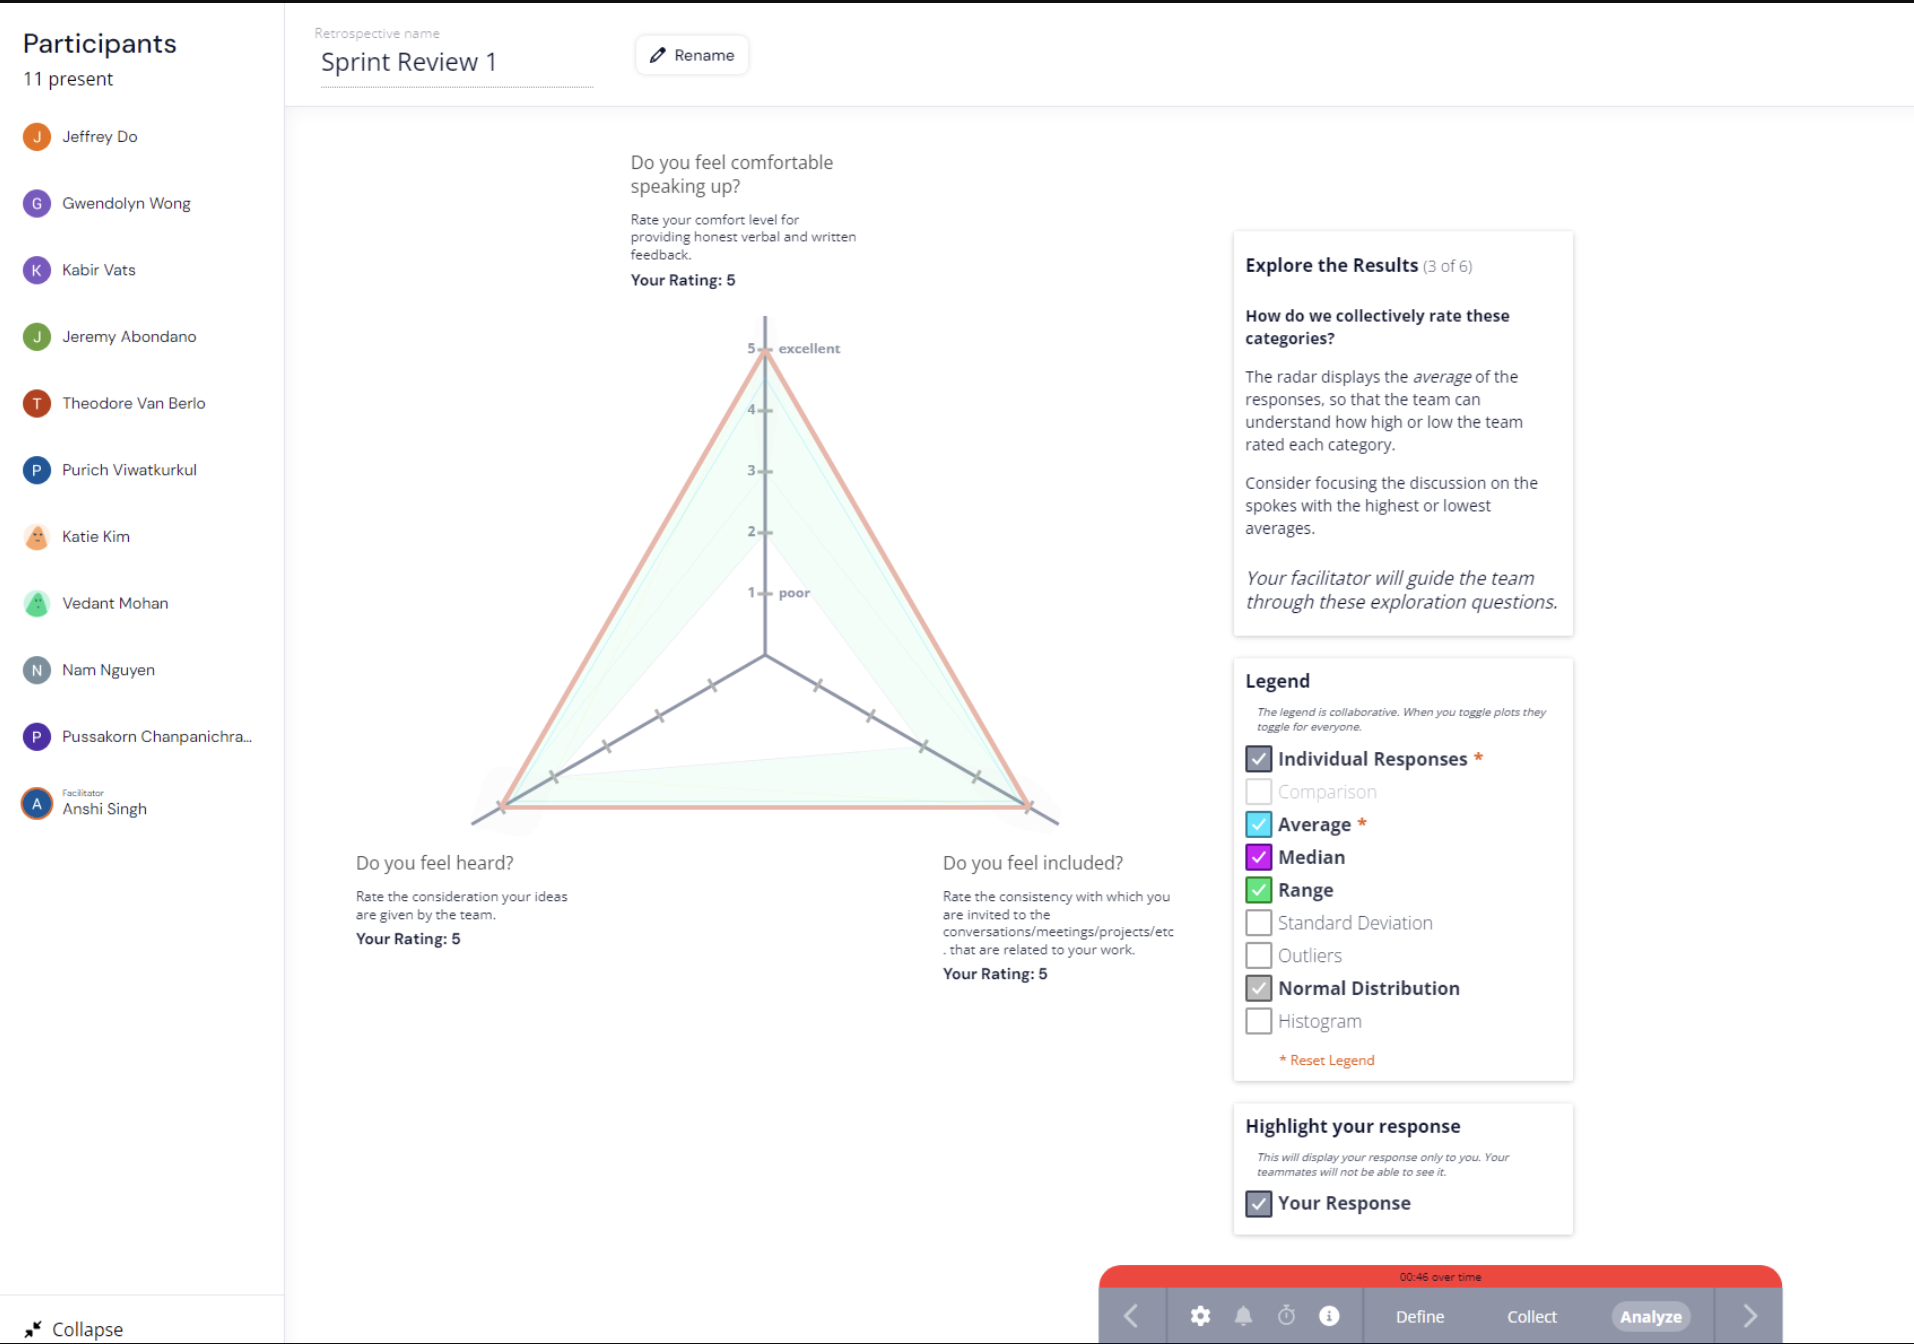 Participants
11 present
J Jeffrey Do
G Gwendolyn Wong
K Kabir Vats
J Jeremy Abondano
T Theodore Van Berlo
P Purich Viwatkurkul
Katie Kim
Vedant Mohan
N Nam Nguyen
P Pussakorn Chanpanichra...
Facilitator
A Anshi Singh
Collapse
Retrospective name
Sprint Review 1
Rename
Do you feel comfortable
speaking up?
Rate your comfort level for
providing honest verbal and written
feedback.
Your Rating: 5
5 excellent
4
3
2
1 poor
Do you feel heard?
Rate the consideration your ideas
are given by the team.
Your Rating: 5
Do you feel included?
Rate the consistency with which you
are invited to the
conversations/meetings/projects/etc
. that are related to your work.
Your Rating: 5
Explore the Results (3 of 6)
How do we collectively rate these
categories?
The radar displays the average of the
responses, so that the team can
understand how high or low the team
rated each category.
Consider focusing the discussion on the
spokes with the highest or lowest
averages.
Your facilitator will guide the team
through these exploration questions.
Legend
The legend is collaborative. When you toggle plots they
toggle for everyone.
Individual Responses *
Comparison
Average *
Median
Range
Standard Deviation
Outliers
Normal Distribution
Histogram
* Reset Legend
Highlight your response
This will display your response only to you. Your
teammates will not be able to see it.
Your Response
00:46 over time
Define Collect Analyze